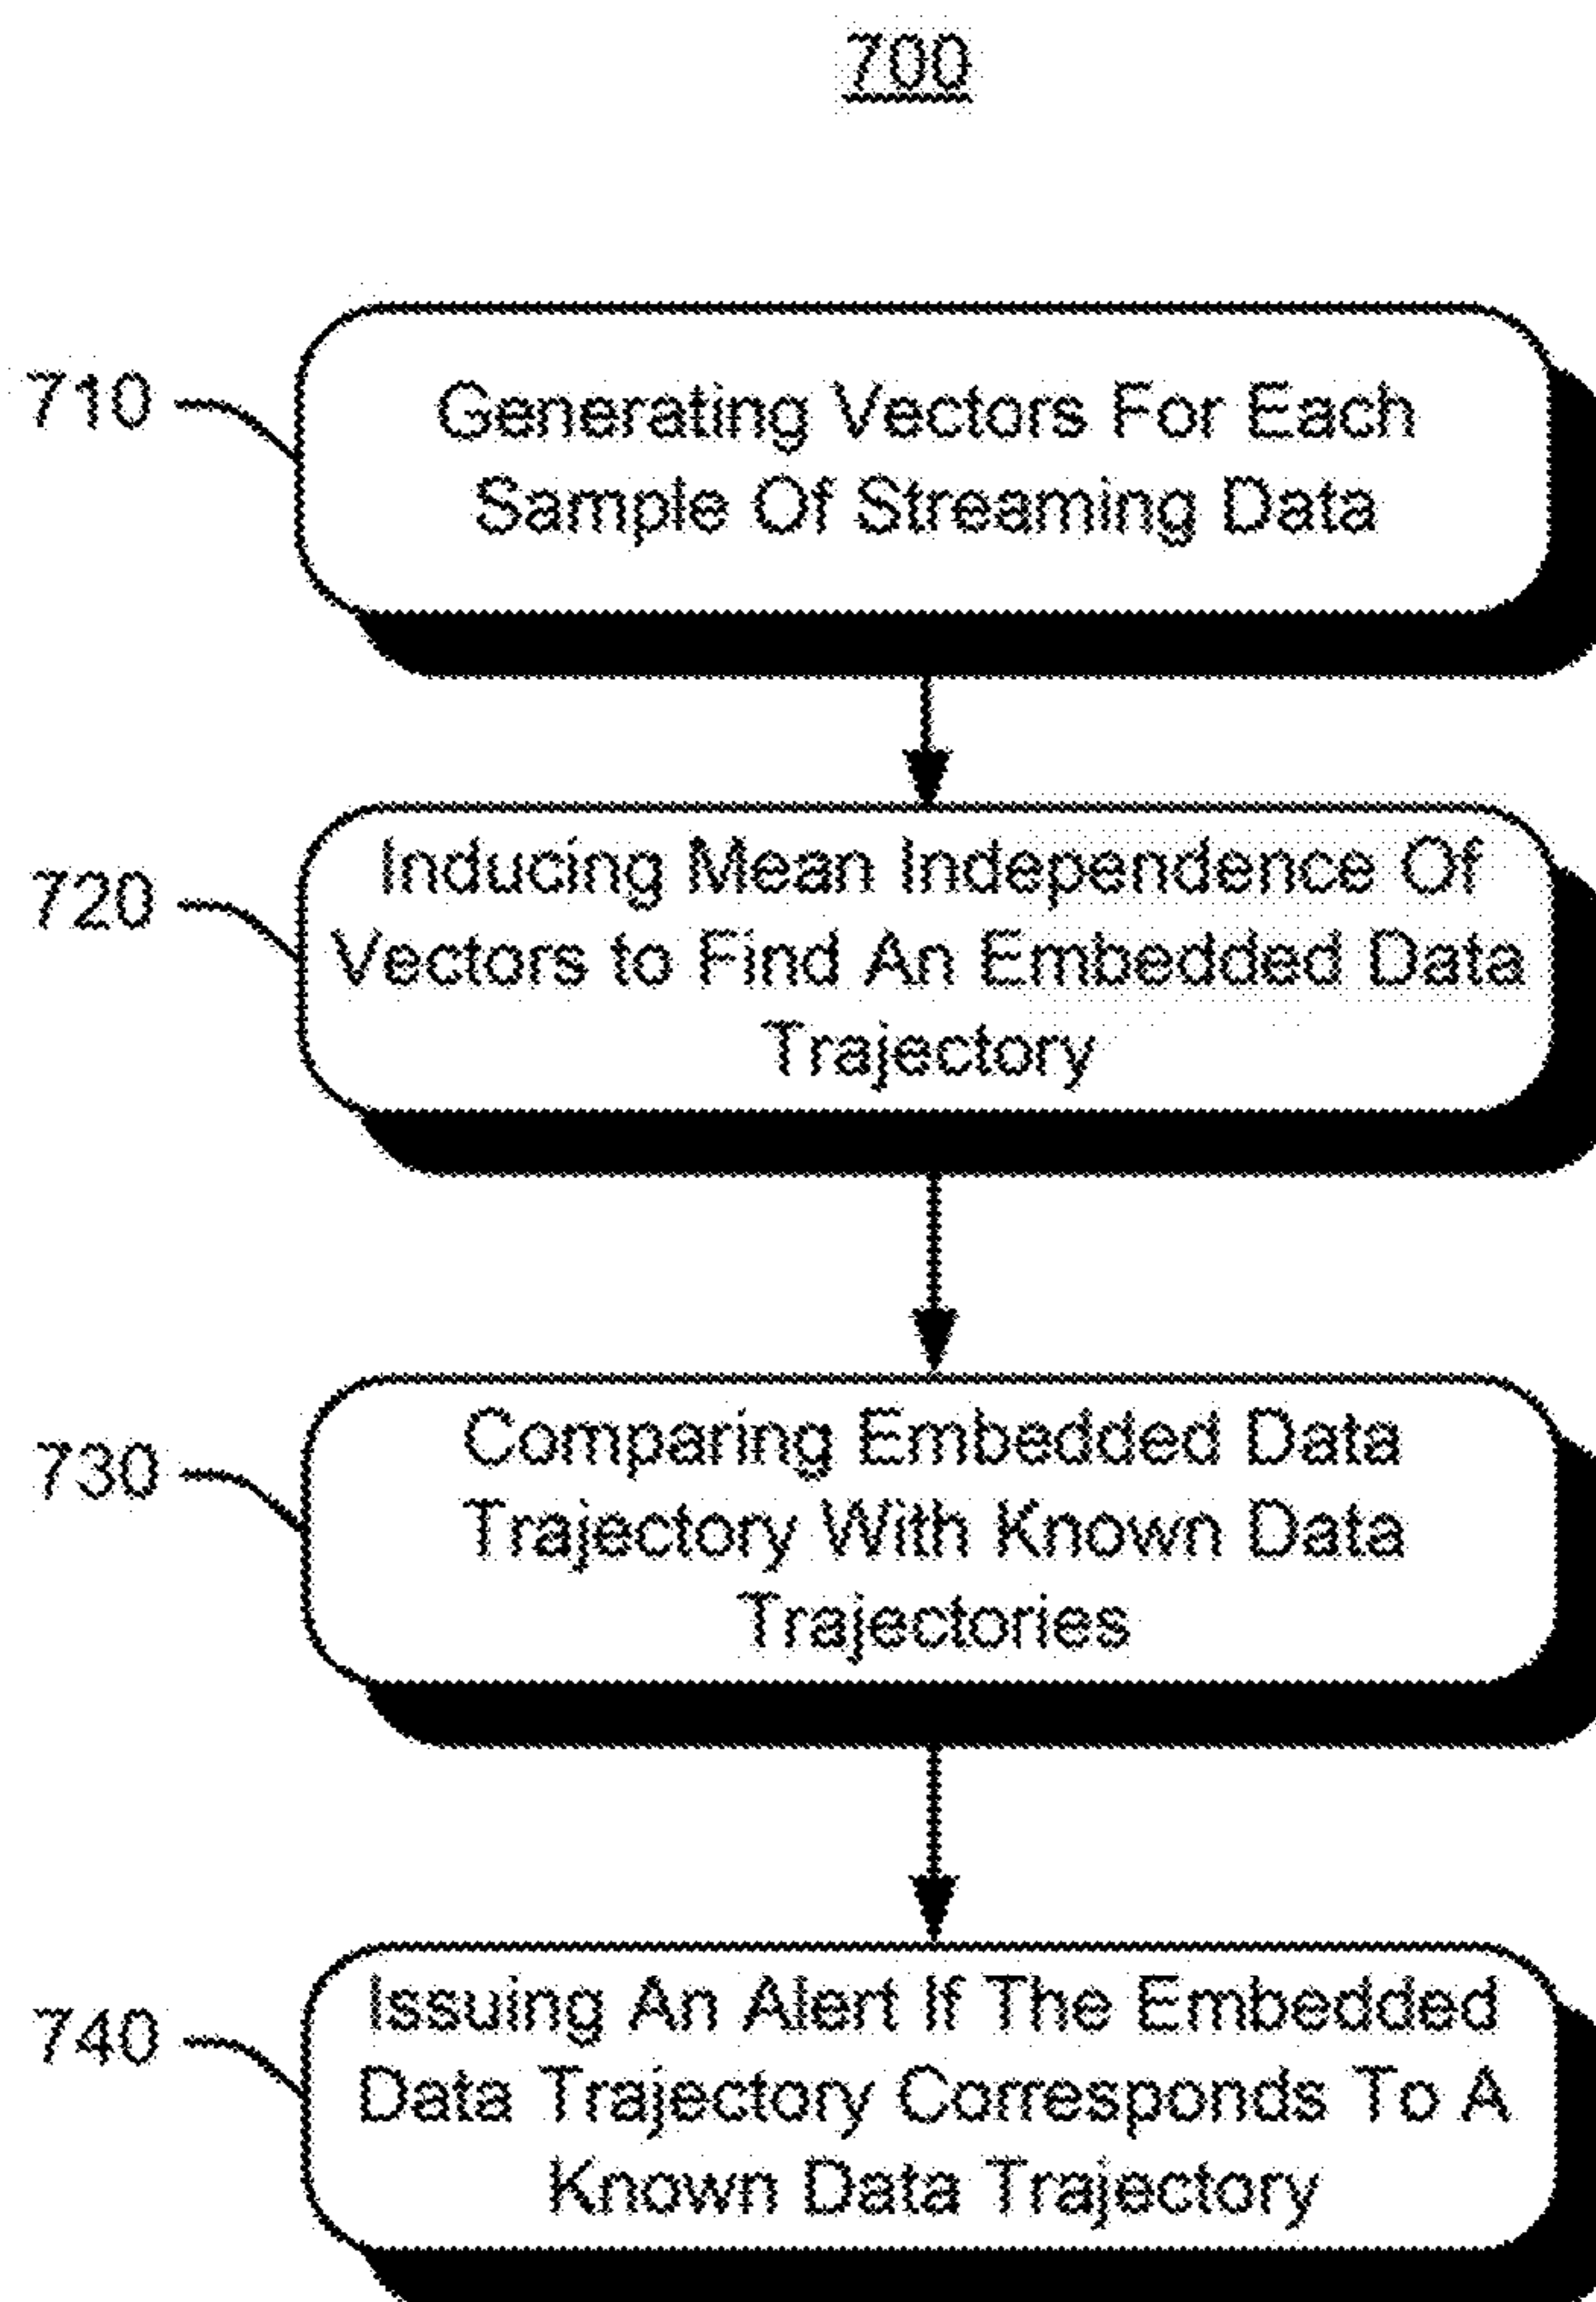 700
710
Generating Vectors For Each
Sample Of Streaming Data
720
Inducing Mean Independence Of
Vectors to Find An Embedded Data
Trajectory
730
Comparing Embedded Data
Trajectory With Known Data
Trajectories
740
Issuing An Alert If The Embedded
Data Trajectory Corresponds To A
Known Data Trajectory